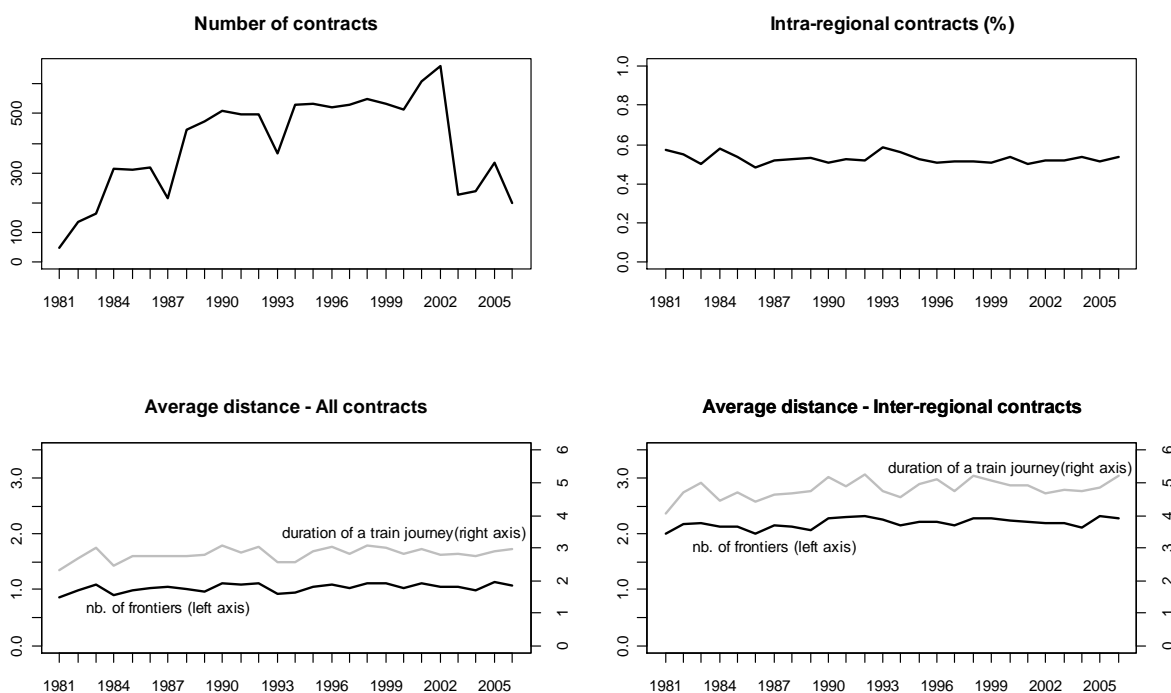 Number of contracts
500
300
100
0
1981 1984 1987 1990 1993 1996 1999 2002 2005
Intra-regional contracts (%)
1.0
0.8
0.6
0.4
0.2
0.0
1981 1984 1987 1990 1993 1996 1999 2002 2005
Average distance - All contracts
3.0
2.0
1.0
0.0
6
5
4
3
2
1
0
duration of a train journey(right axis)
nb. of frontiers (left axis)
1981 1984 1987 1990 1993 1996 1999 2002 2005
Average distance - Inter-regional contracts
3.0
2.0
1.0
0.0
6
5
4
3
2
1
0
duration of a train journey(right axis)
nb. of frontiers (left axis)
1981 1984 1987 1990 1993 1996 1999 2002 2005